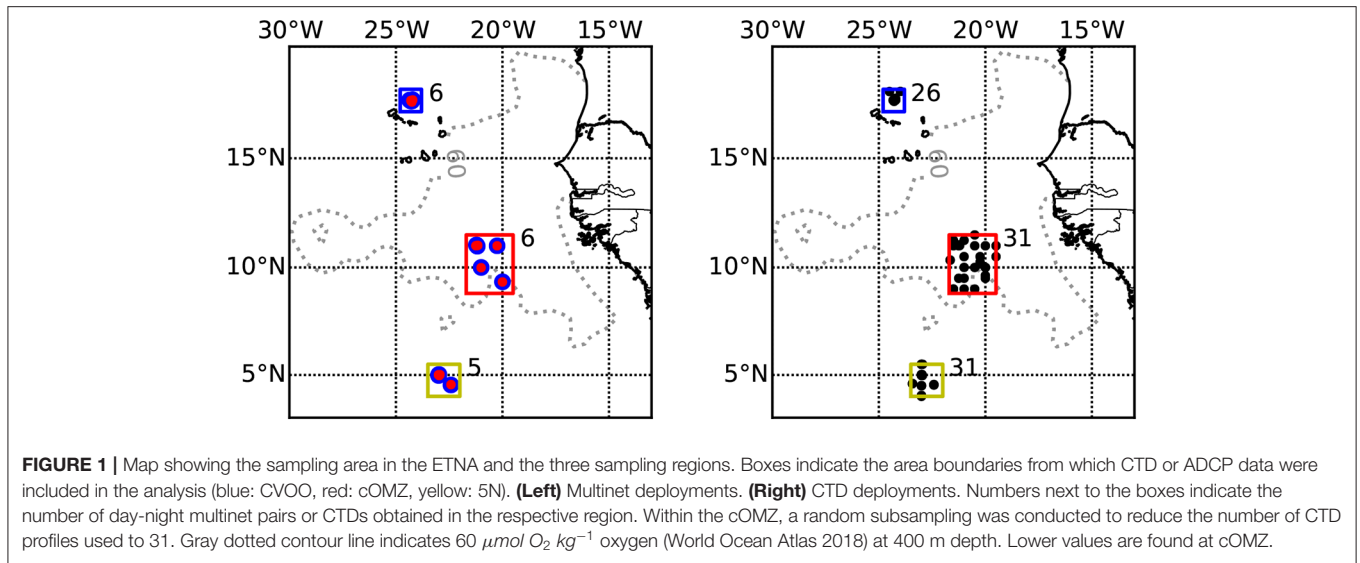 30°W 25°W 20°W 15°W 30°W 25°W 20°W 15°W
6 26
15°N 60 15°N 60
6 31
10°N 10°N
5 31
5°N 5°N
FIGURE 1 | Map showing the sampling area in the ETNA and the three sampling regions. Boxes indicate the area boundaries from which CTD or ADCP data were
included in the analysis (blue: CVOO, red: cOMZ, yellow: 5N). (Left) Multinet deployments. (Right) CTD deployments. Numbers next to the boxes indicate the
number of day-night multinet pairs or CTDs obtained in the respective region. Within the cOMZ, a random subsampling was conducted to reduce the number of CTD
profiles used to 31. Gray dotted contour line indicates 60 μmol O₂ kg⁻¹ oxygen (World Ocean Atlas 2018) at 400 m depth. Lower values are found at cOMZ.